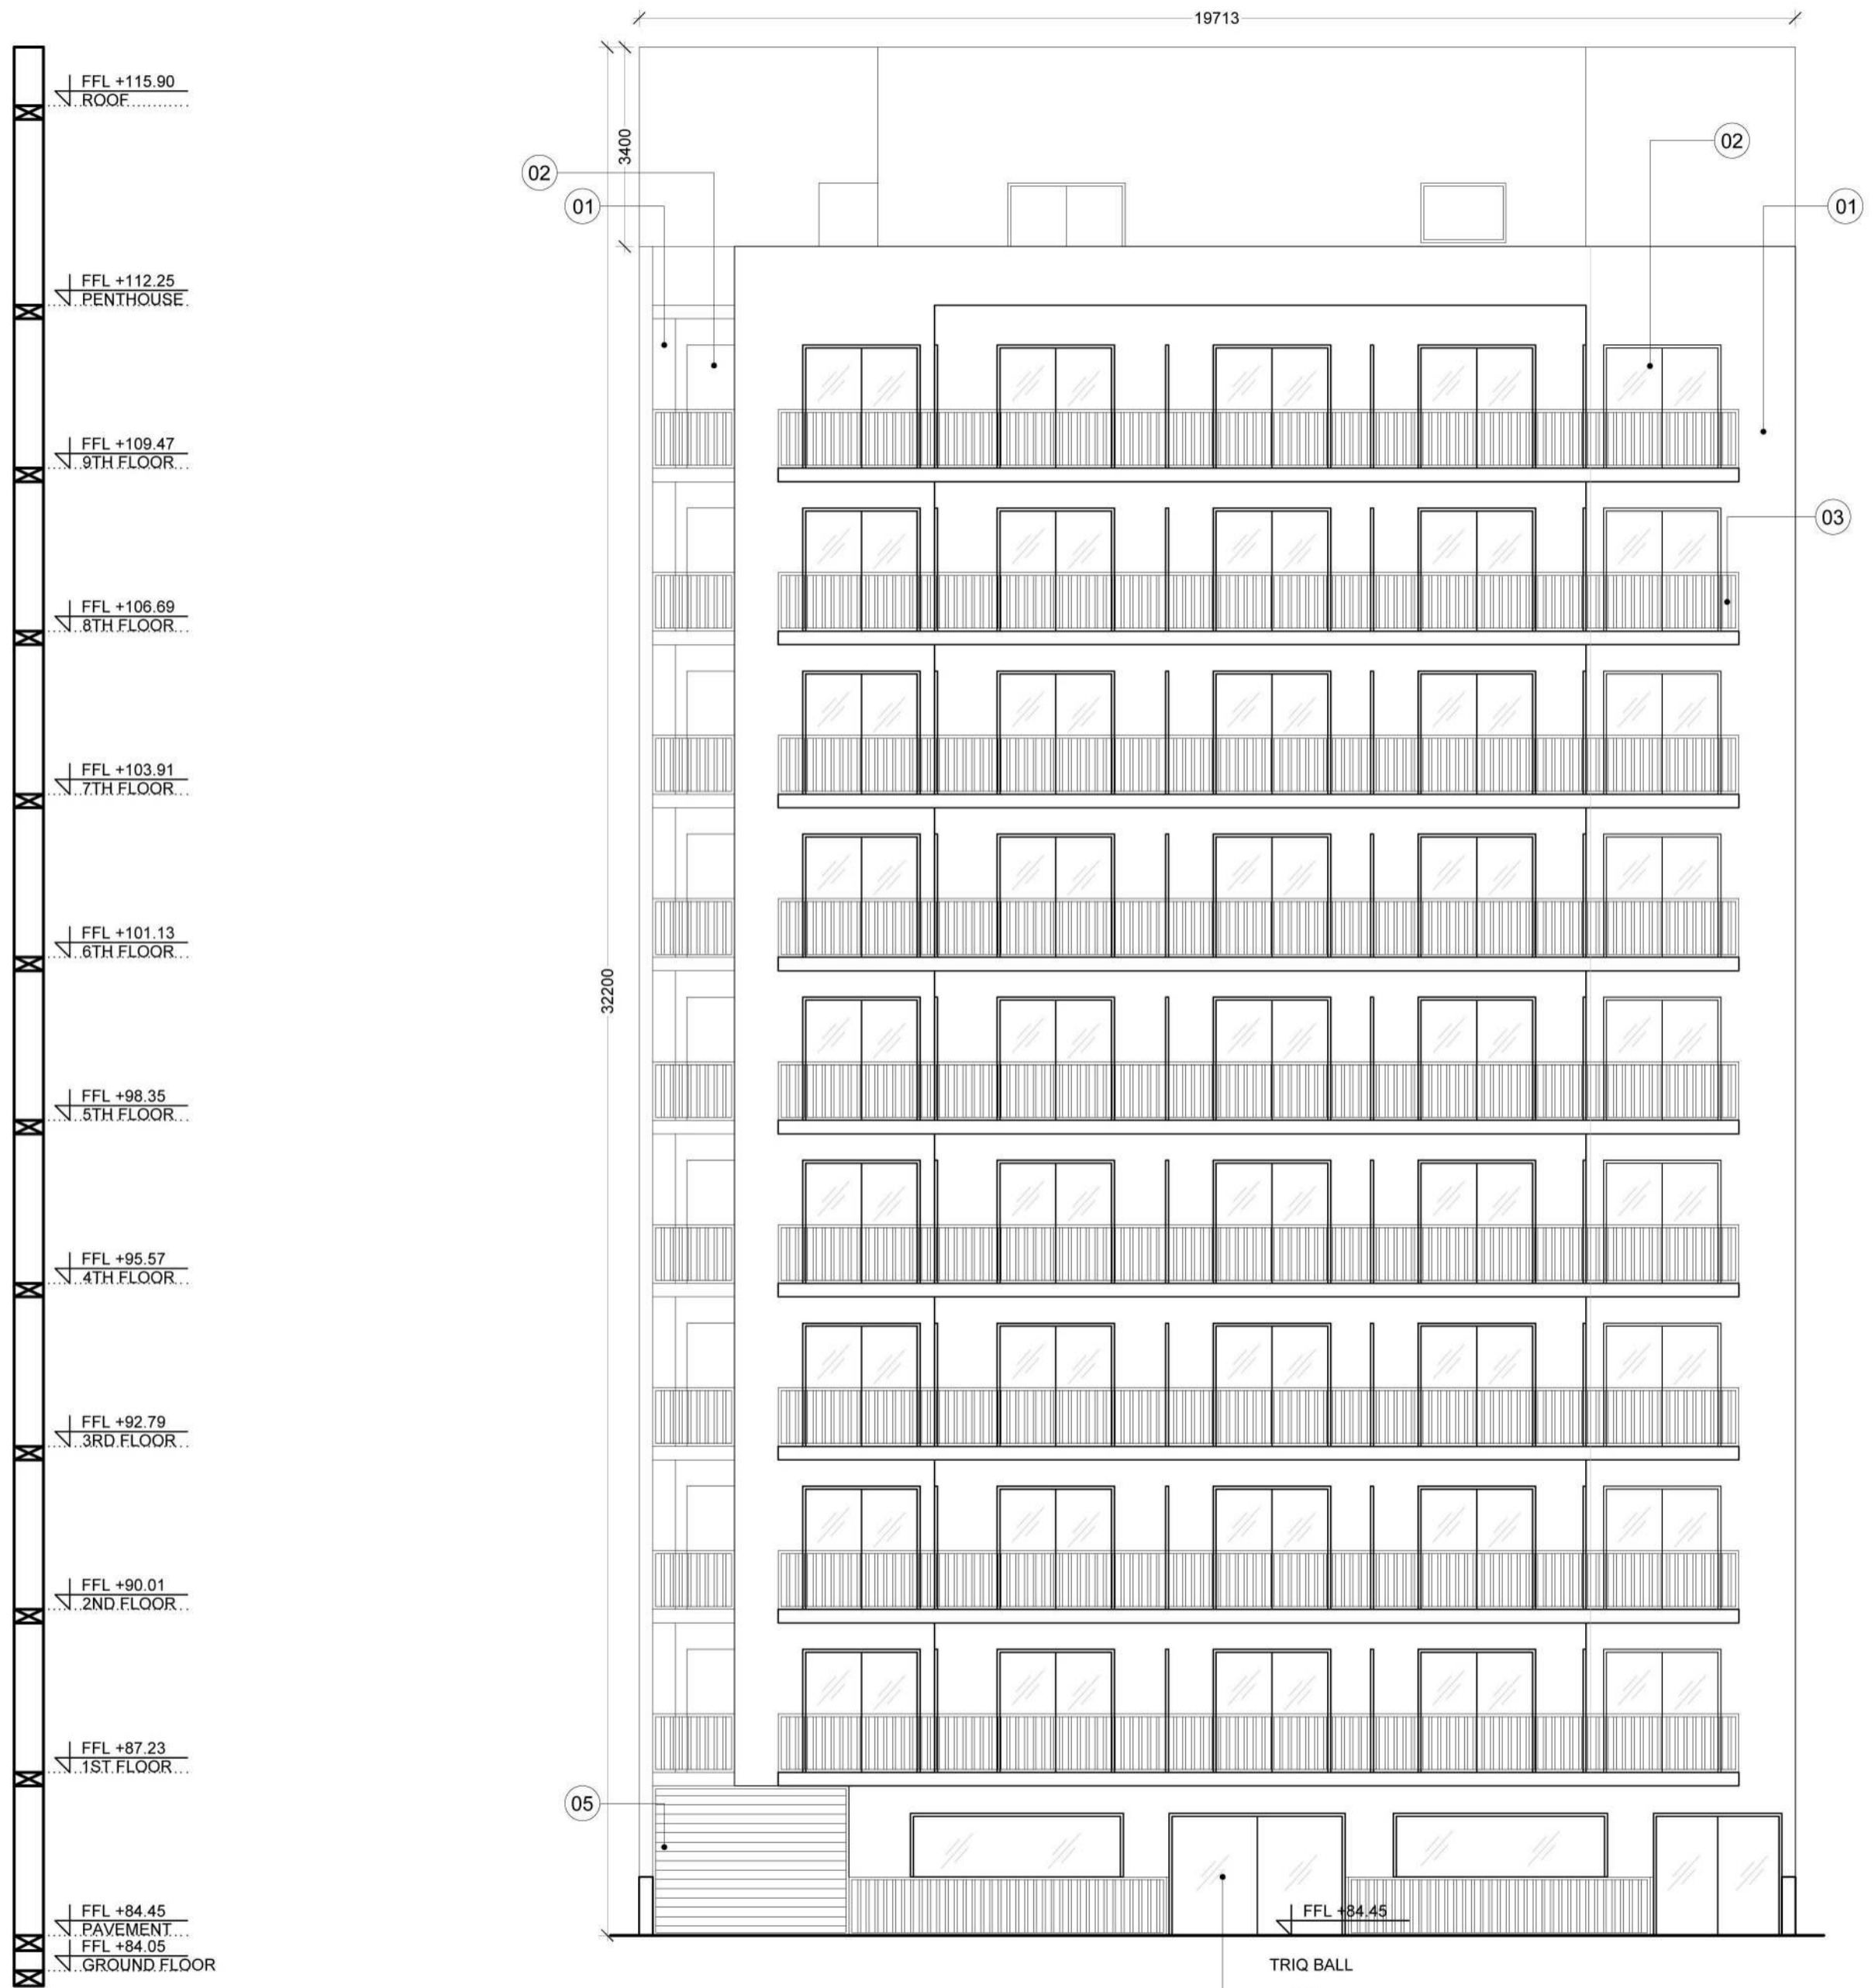 19713
FFL +115.90
ROOF
3400
02
02
01
01
FFL +112.25
PENTHOUSE
FFL +109.47
9TH FLOOR
03
FFL +106.69
8TH FLOOR
FFL +103.91
7TH FLOOR
FFL +101.13
6TH FLOOR
32200
FFL +98.35
5TH FLOOR
FFL +95.57
4TH FLOOR
FFL +92.79
3RD FLOOR
FFL +90.01
2ND FLOOR
FFL +87.23
1ST FLOOR
05
FFL +84.45
PAVEMENT
FFL +84.45
FFL +84.05
GROUND FLOOR
TRIQ BALL